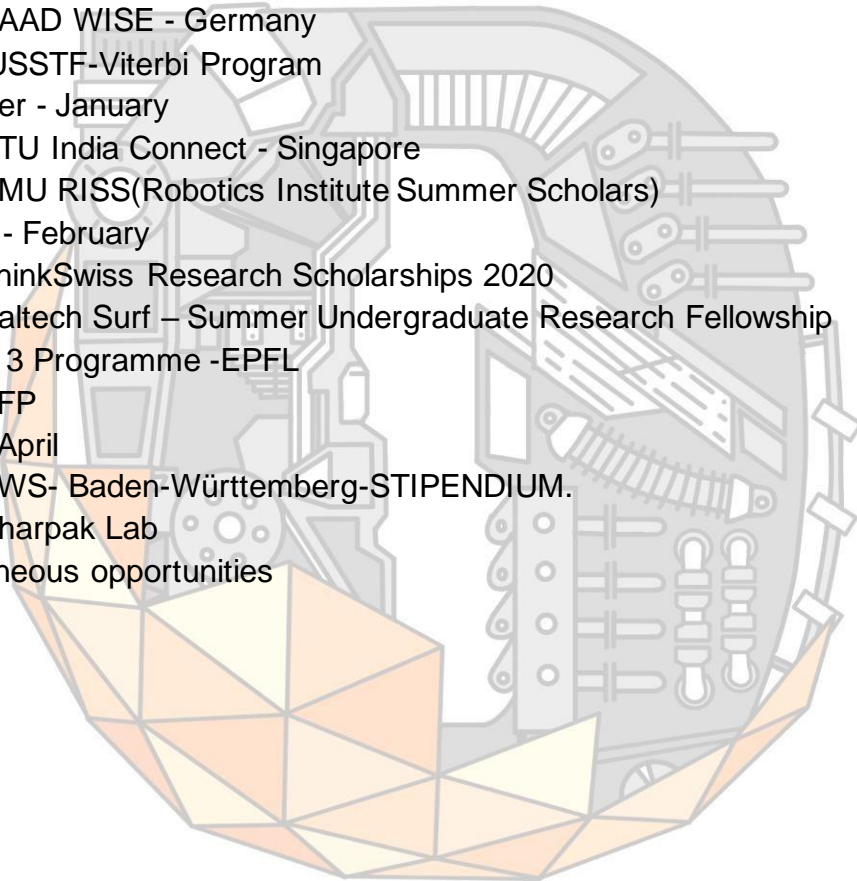 AAD WISE - Germany
USSTF-Viterbi Program
er - January
TU India Connect - Singapore
MU RISS(Robotics Institute Summer Scholars)
- February
hinkSwiss Research Scholarships 2020
altech Surf – Summer Undergraduate Research Fellowship
3 Programme -EPFL
FP
April
WS- Baden-Württemberg-STIPENDIUM.
harpak Lab
neous opportunities